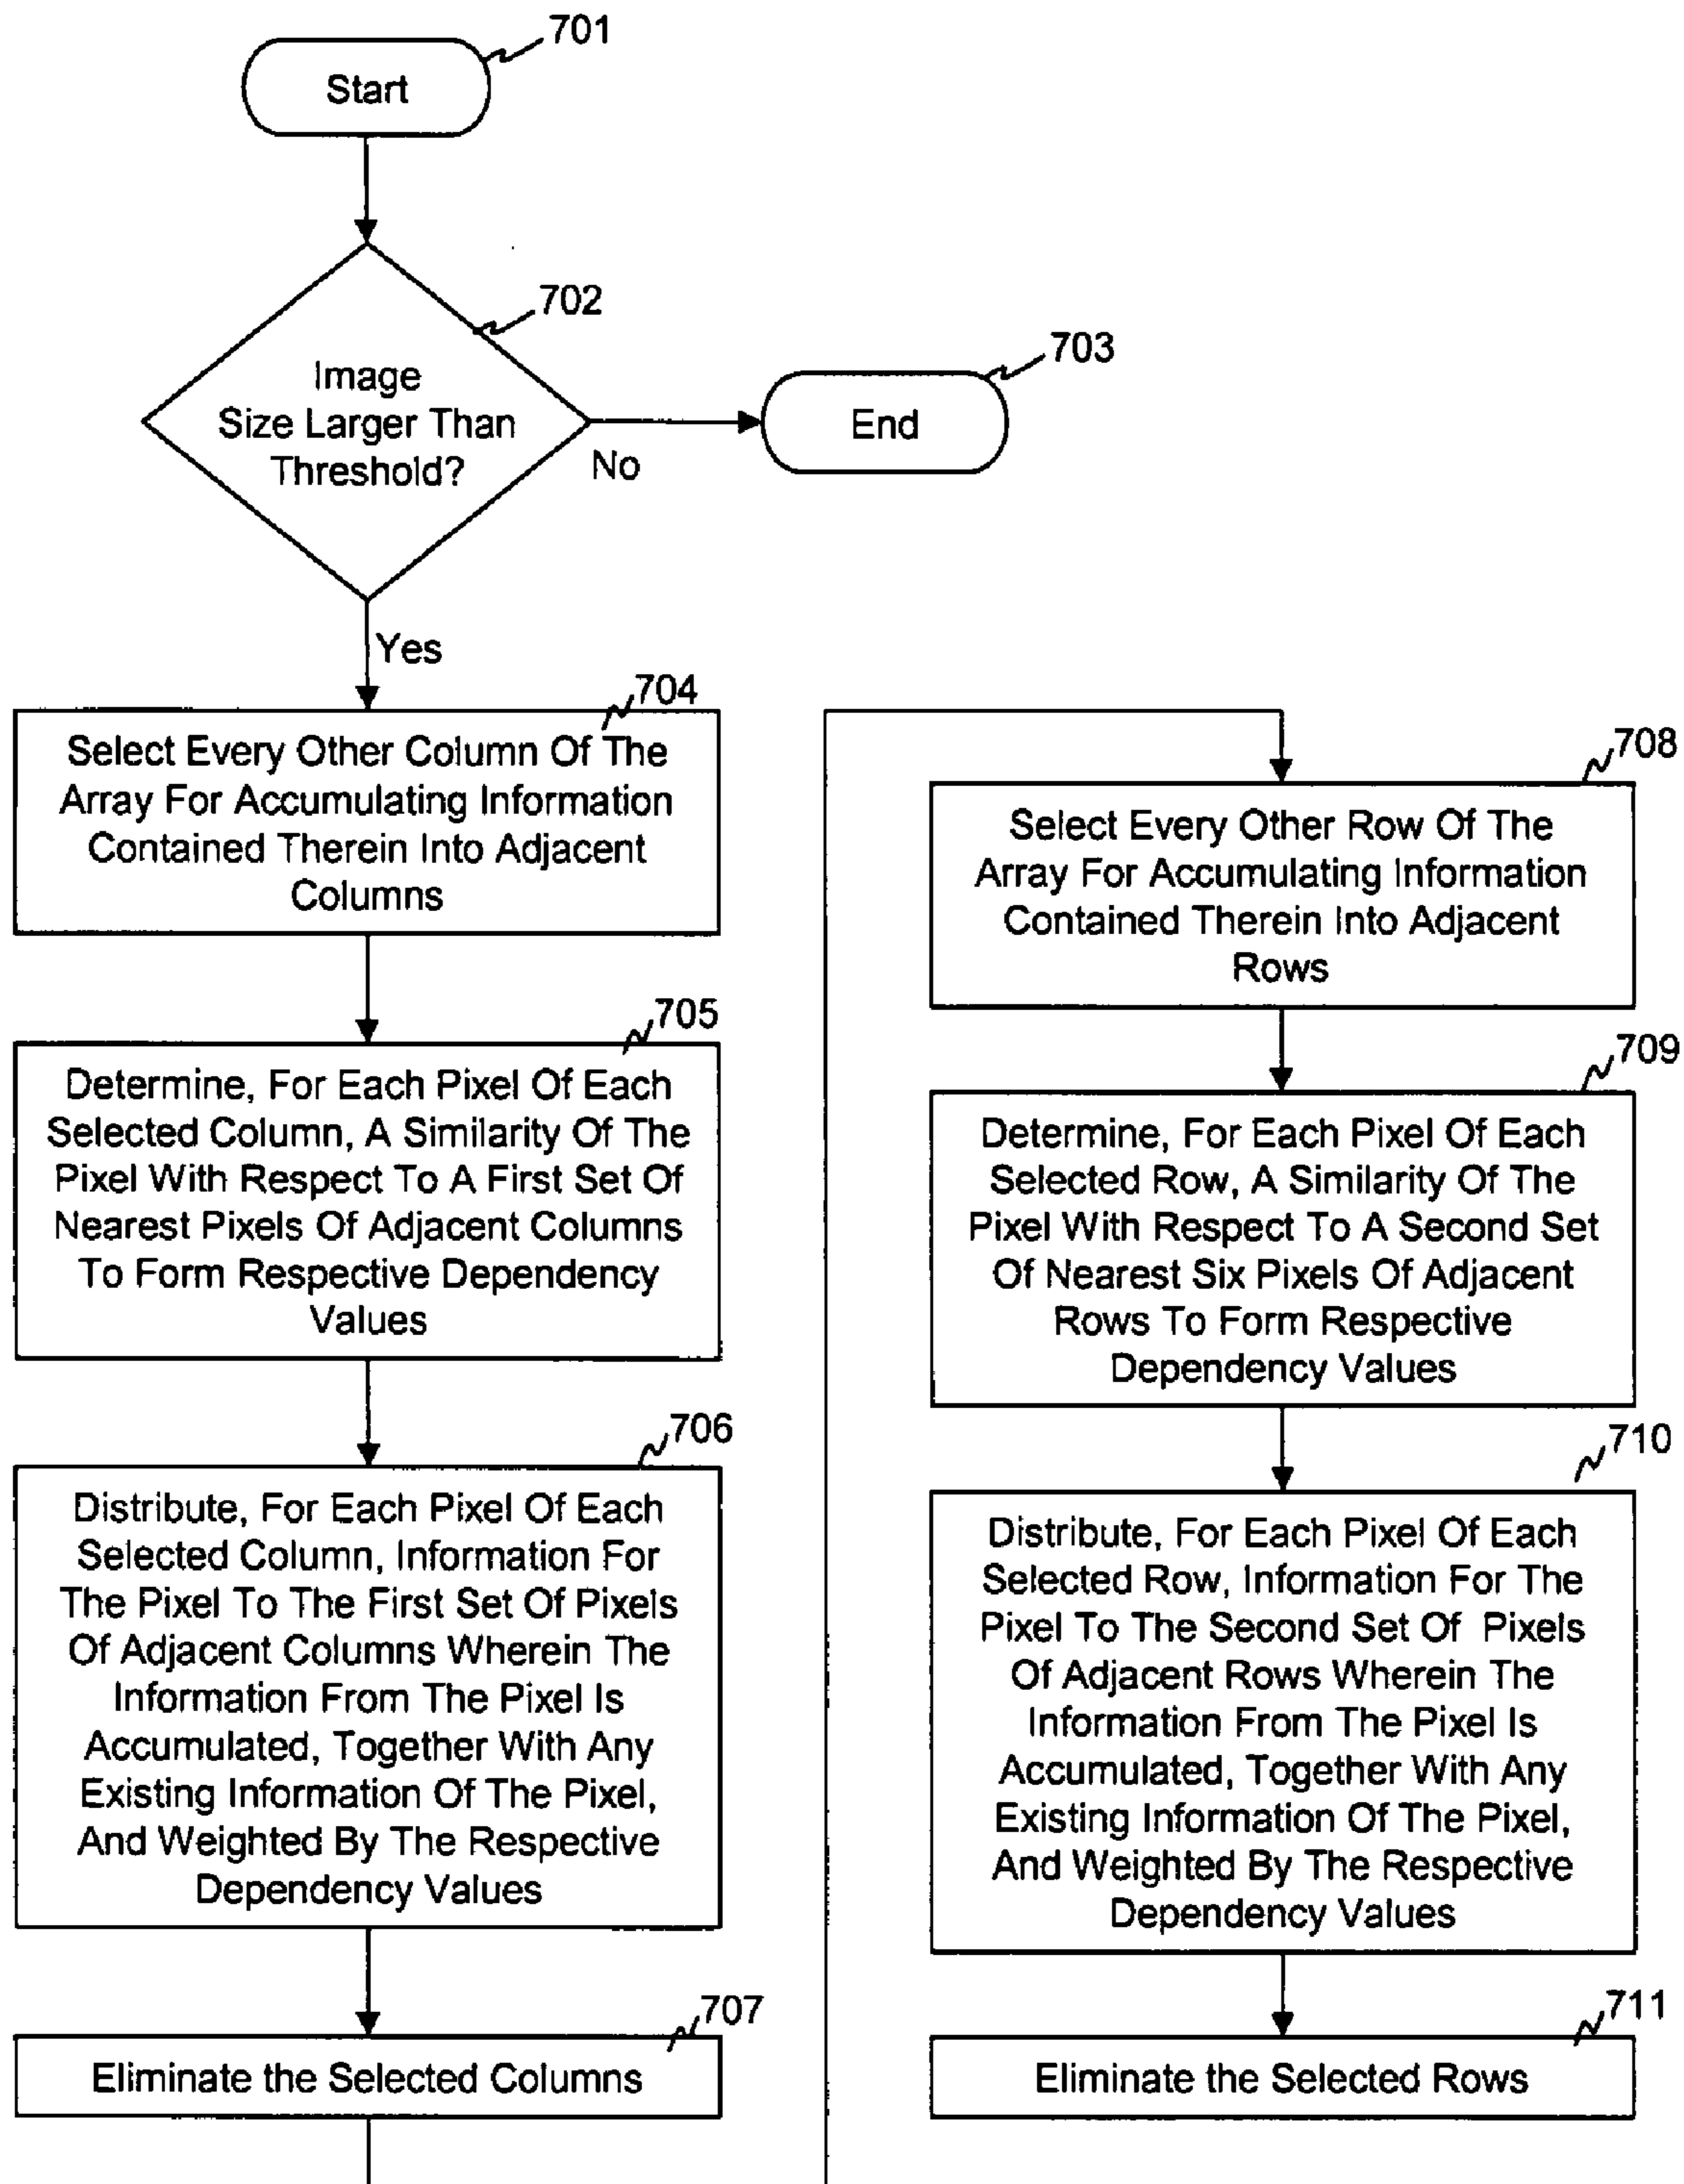 701
Start
702
Image
Size Larger Than
Threshold?
703
End
No
Yes
704
Select Every Other Column Of The
Array For Accumulating Information
Contained Therein Into Adjacent
Columns
705
Determine, For Each Pixel Of Each
Selected Column, A Similarity Of The
Pixel With Respect To A First Set Of
Nearest Pixels Of Adjacent Columns
To Form Respective Dependency
Values
706
Distribute, For Each Pixel Of Each
Selected Column, Information For
The Pixel To The First Set Of Pixels
Of Adjacent Columns Wherein The
Information From The Pixel Is
Accumulated, Together With Any
Existing Information Of The Pixel,
And Weighted By The Respective
Dependency Values
707
Eliminate the Selected Columns
708
Select Every Other Row Of The
Array For Accumulating Information
Contained Therein Into Adjacent
Rows
709
Determine, For Each Pixel Of Each
Selected Row, A Similarity Of The
Pixel With Respect To A Second Set
Of Nearest Six Pixels Of Adjacent
Rows To Form Respective
Dependency Values
710
Distribute, For Each Pixel Of Each
Selected Row, Information For The
Pixel To The Second Set Of Pixels
Of Adjacent Rows Wherein The
Information From The Pixel Is
Accumulated, Together With Any
Existing Information Of The Pixel,
And Weighted By The Respective
Dependency Values
711
Eliminate the Selected Rows